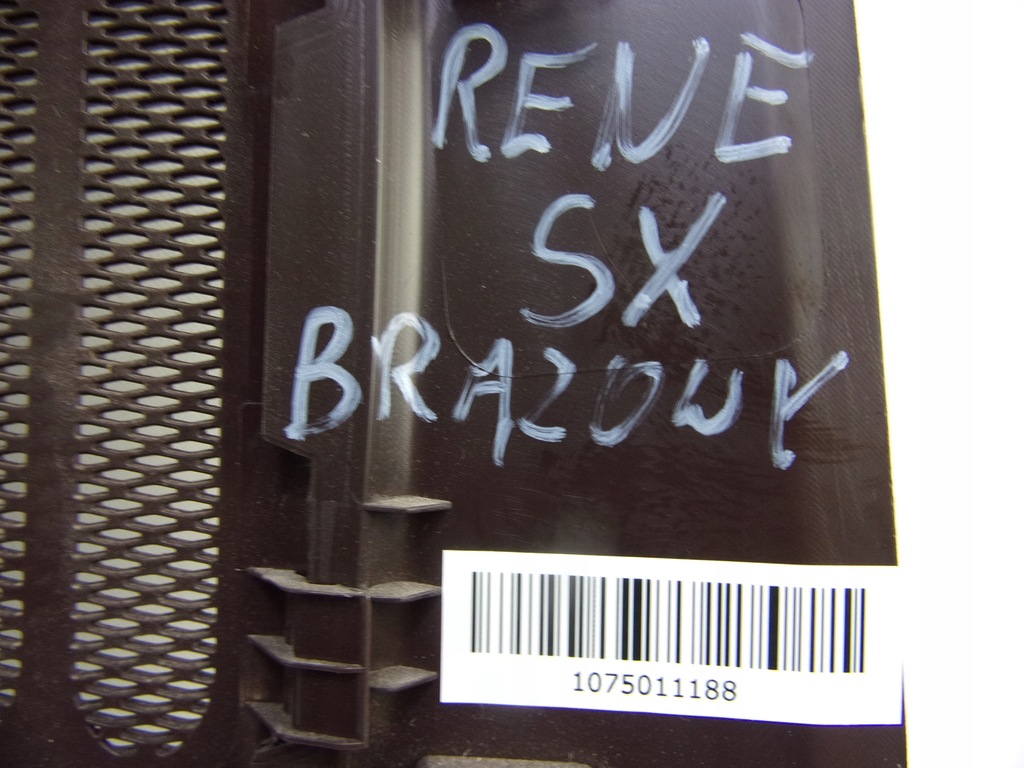 RENE
SX
BRAZOWY
1075011188